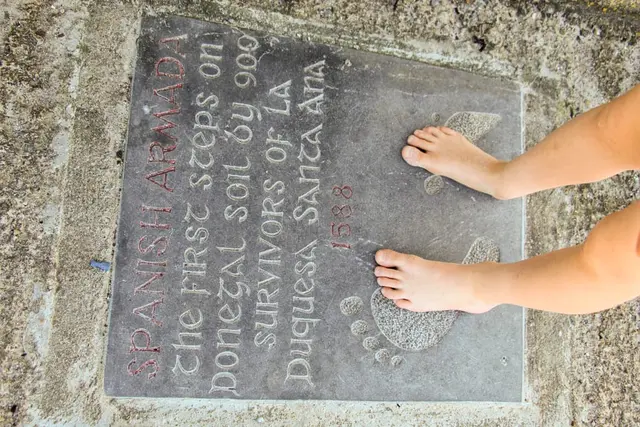 SPANISH ARMADA
The first steps on
Donegal soil by 900
survivors of La
Duquesa Santa Ana
1588